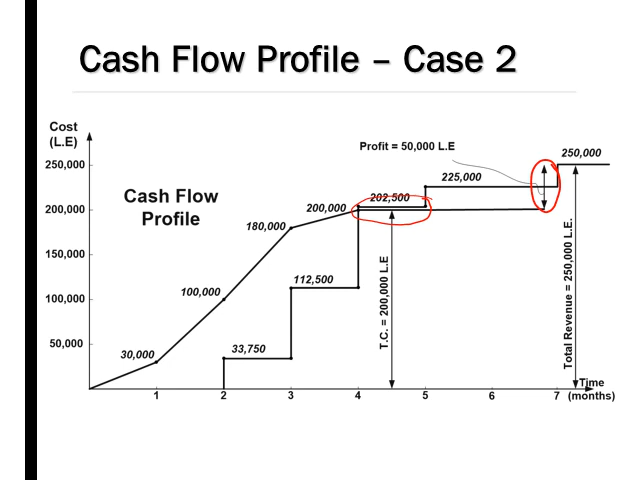 Cash Flow Profile – Case 2
Cost
(L.E)
Profit = 50,000 L.E
250,000
250,000
225,000
Cash Flow
Profile
202,500
200,000
200,000
180,000
150,000
112,500
100,000
100,000
50,000
33,750
30,000
T.C. = 200,000 L.E
Total Revenue = 250,000 L.E.
1
2
3
4
5
6
7
Time
(months)